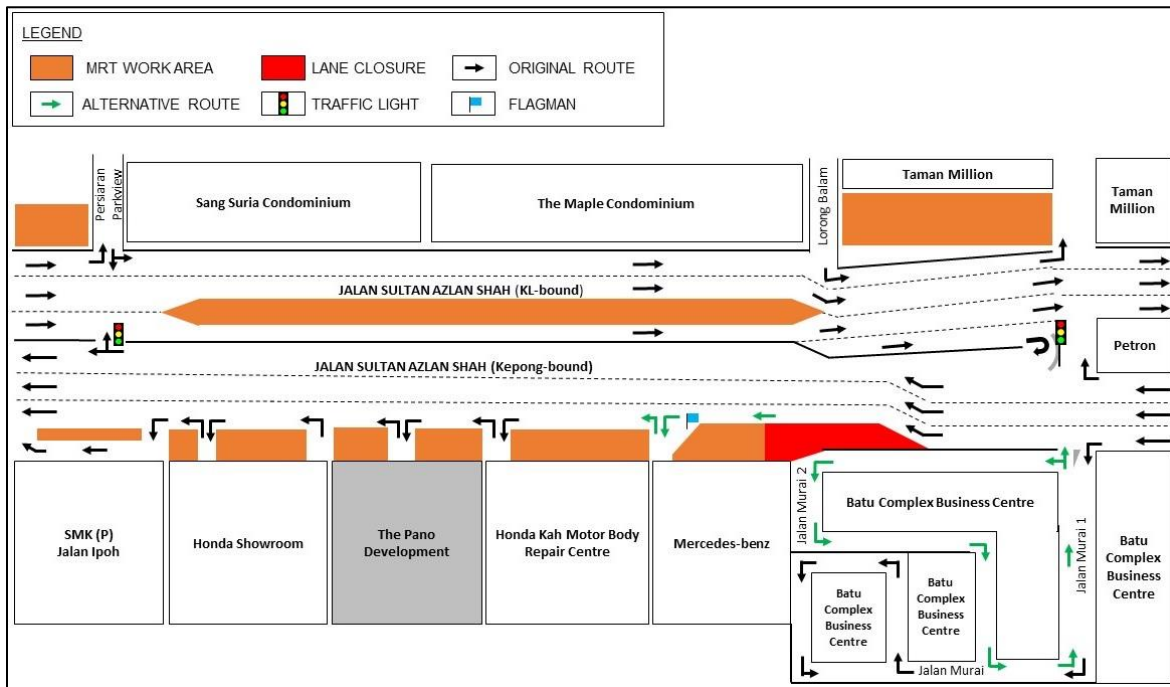 LEGEND
MRT WORK AREA
LANE CLOSURE
ORIGINAL ROUTE
ALTERNATIVE ROUTE
TRAFFIC LIGHT
FLAGMAN
Persiaran
Parkview
Sang Suria Condominium
The Maple Condominium
Lorong Balam
Taman Million
Taman
Million
JALAN SULTAN AZLAN SHAH (KL-bound)
JALAN SULTAN AZLAN SHAH (Kepong-bound)
Petron
SMK (P)
Jalan Ipoh
Honda Showroom
The Pano
Development
Honda Kah Motor Body
Repair Centre
Mercedes-benz
Jalan Murai 2
Batu Complex Business Centre
Jalan Murai 1
Batu
Complex
Business
Centre
Batu
Complex
Business
Centre
Batu
Complex
Business
Centre
Jalan Murai